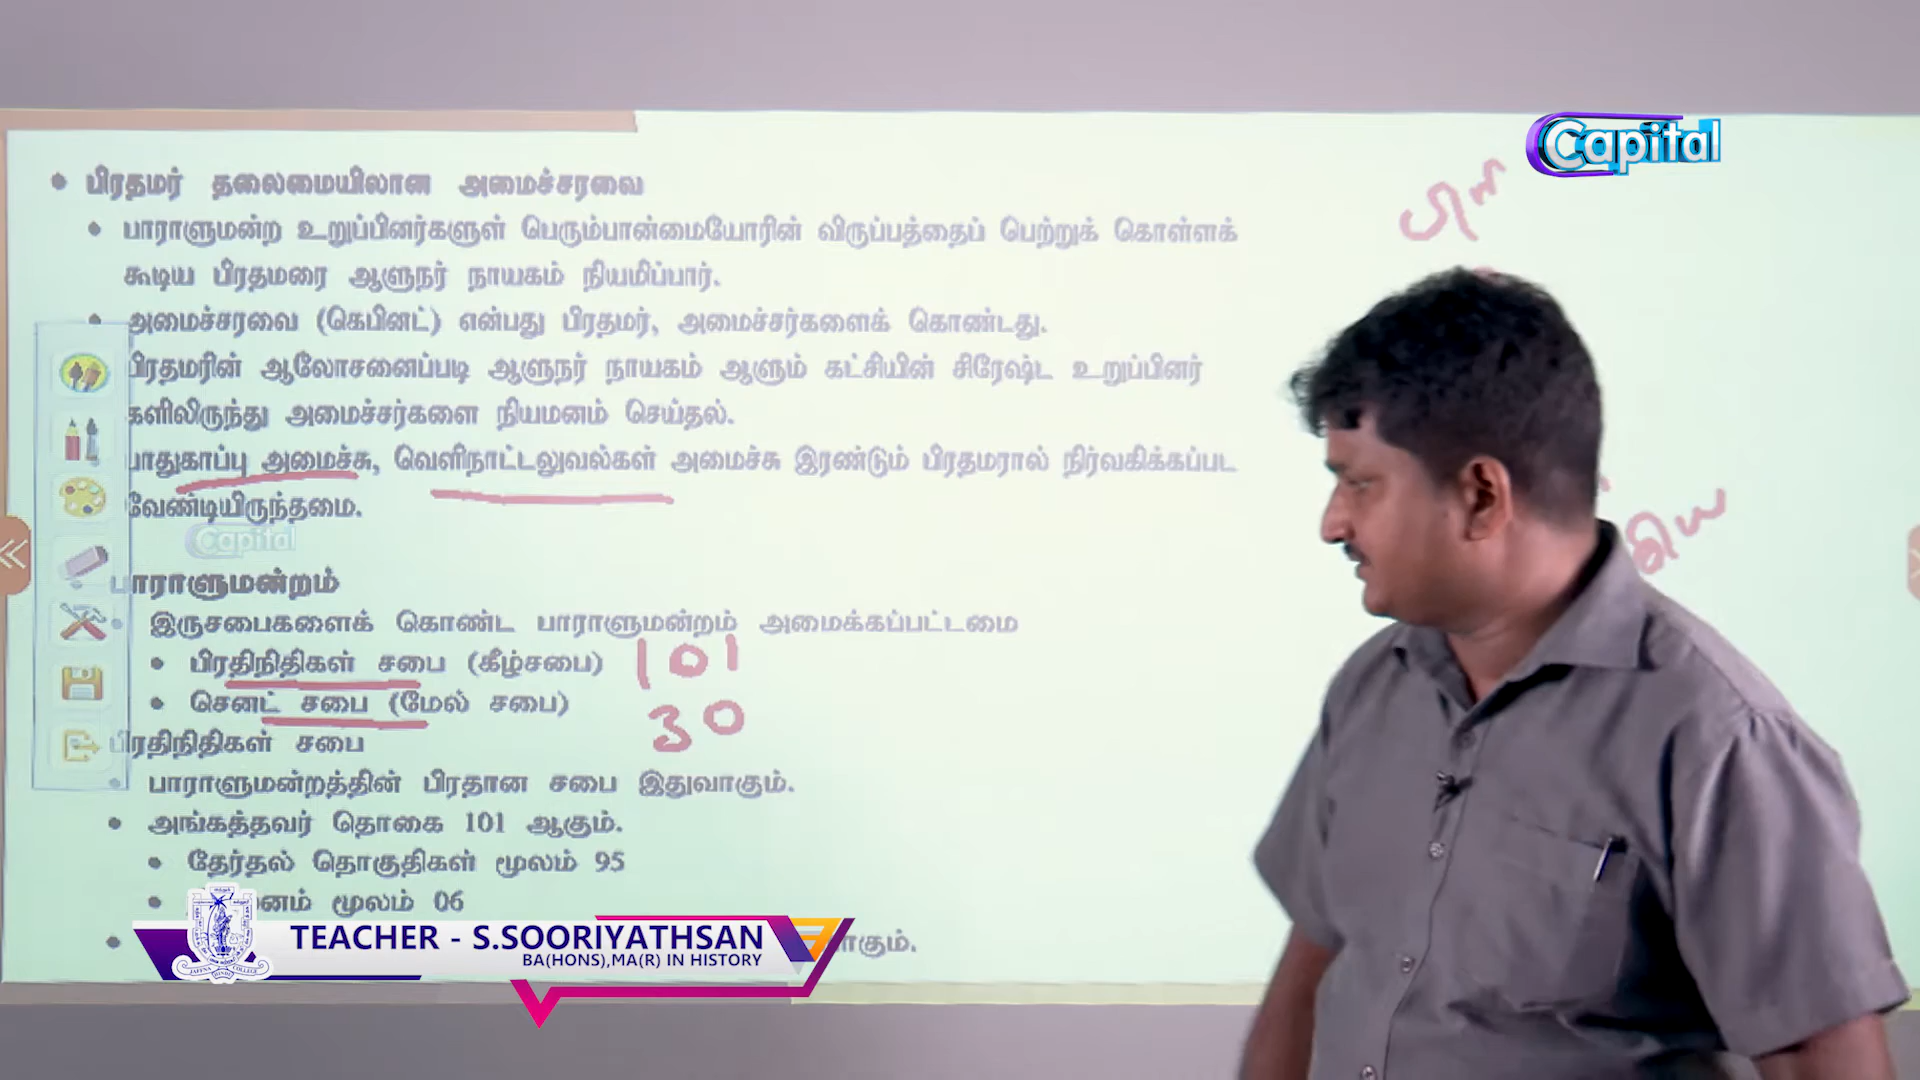 Capital
• பிரதமர் தலைமையிலான அமைச்சரவை
• பாராளுமன்ற உறுப்பினர்களுள் பெரும்பான்மையோரின் விருப்பத்தைப் பெற்றுக் கொள்ளக்
கூடிய பிரதமரை ஆளுநர் நாயகம் நியமிப்பார்.
• அமைச்சரவை (கெபினட்) என்பது பிரதமர், அமைச்சர்களைக் கொண்டது.
பிரதமரின் ஆலோசனைப்படி ஆளுநர் நாயகம் ஆளும் கட்சியின் சிரேஷ்ட உறுப்பினர்
களிலிருந்து அமைச்சர்களை நியமனம் செய்தல்.
பாதுகாப்பு அமைச்சு, வெளிநாட்டலுவல்கள் அமைச்சு இரண்டும் பிரதமரால் நிர்வகிக்கப்பட
வேண்டியிருந்தமை.
Capital
பாராளுமன்றம்
• இருசபைகளைக் கொண்ட பாராளுமன்றம் அமைக்கப்பட்டமை
• பிரதிநிதிகள் சபை (கீழ்சபை) 101
• செனட் சபை (மேல் சபை) 30
பிரதிநிதிகள் சபை
• பாராளுமன்றத்தின் பிரதான சபை இதுவாகும்.
• அங்கத்தவர் தொகை 101 ஆகும்.
• தேர்தல் தொகுதிகள் மூலம் 95
• மூலம் 06
TEACHER - S.SOORIYATHSAN
BA(HONS),MA(R) IN HISTORY